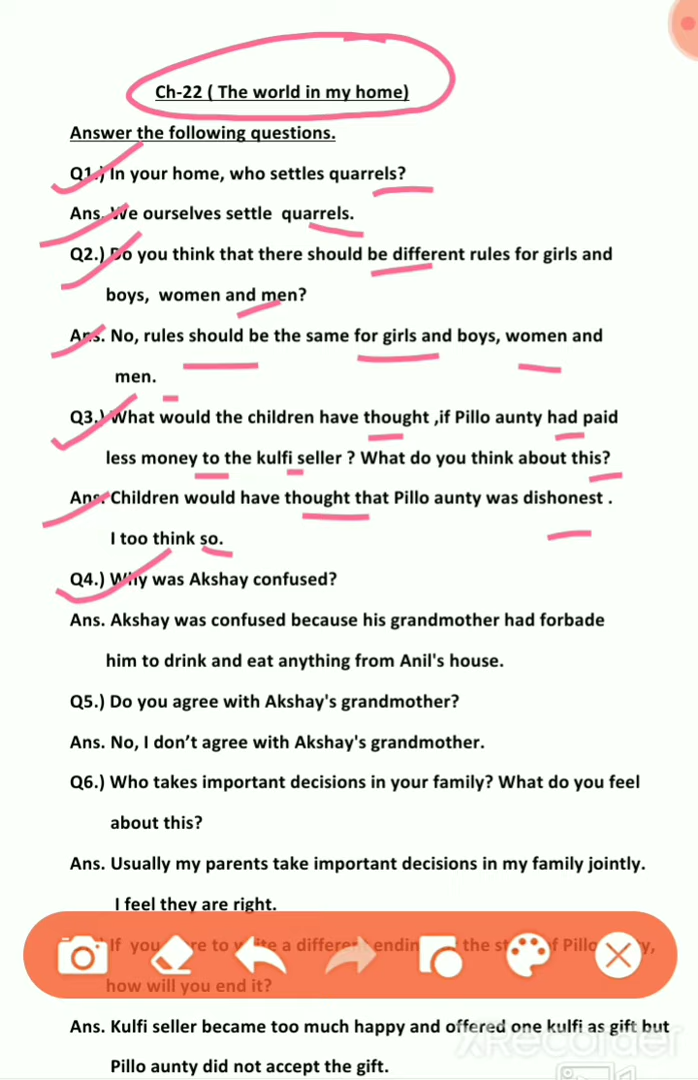 Ch-22 ( The world in my home)
Answer the following questions.
Q1.) In your home, who settles quarrels?
Ans. We ourselves settle quarrels.
Q2.) Do you think that there should be different rules for girls and
boys, women and men?
Ans. No, rules should be the same for girls and boys, women and
men.
Q3.) What would the children have thought ,if Pillo aunty had paid
less money to the kulfi seller ? What do you think about this?
Ans. Children would have thought that Pillo aunty was dishonest .
I too think so.
Q4.) Why was Akshay confused?
Ans. Akshay was confused because his grandmother had forbade
him to drink and eat anything from Anil's house.
Q5.) Do you agree with Akshay's grandmother?
Ans. No, I don’t agree with Akshay's grandmother.
Q6.) Who takes important decisions in your family? What do you feel
about this?
Ans. Usually my parents take important decisions in my family jointly.
I feel they are right.
If you to a different the of
how will you end it?
Ans. Kulfi seller became too much happy and offered one kulfi as gift but
Pillo aunty did not accept the gift.
XRecorder